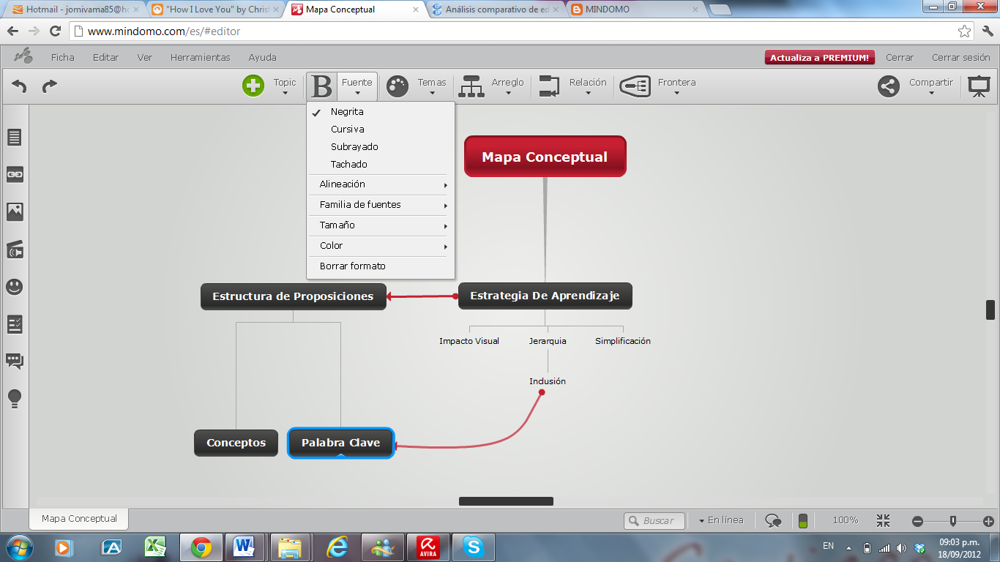 Hotmail - jomivama85@ho
"How I Love You" by Christ
Mapa Conceptual
Análisis comparativo de ed
MINDOMO
www.mindomo.com/es/#editor
Ficha
Editar
Ver
Herramientas
Ayuda
Actualiza a PREMIUM!
Cerrar
Cerrar sesión
Topic
B
Fuente
Temas
Arreglo
Relación
Frontera
Compartir
Negrita
Cursiva
Subrayado
Tachado
Alineación
Familia de fuentes
Tamaño
Color
Borrar formato
Mapa Conceptual
Estructura de Proposiciones
Estrategia De Aprendizaje
Impacto Visual
Jerarquia
Simplificación
Indusión
Conceptos
Palabra Clave
Mapa Conceptual
Buscar
En línea
100%
W
AVIRA
S
EN
09:03 p.m.
18/09/2012